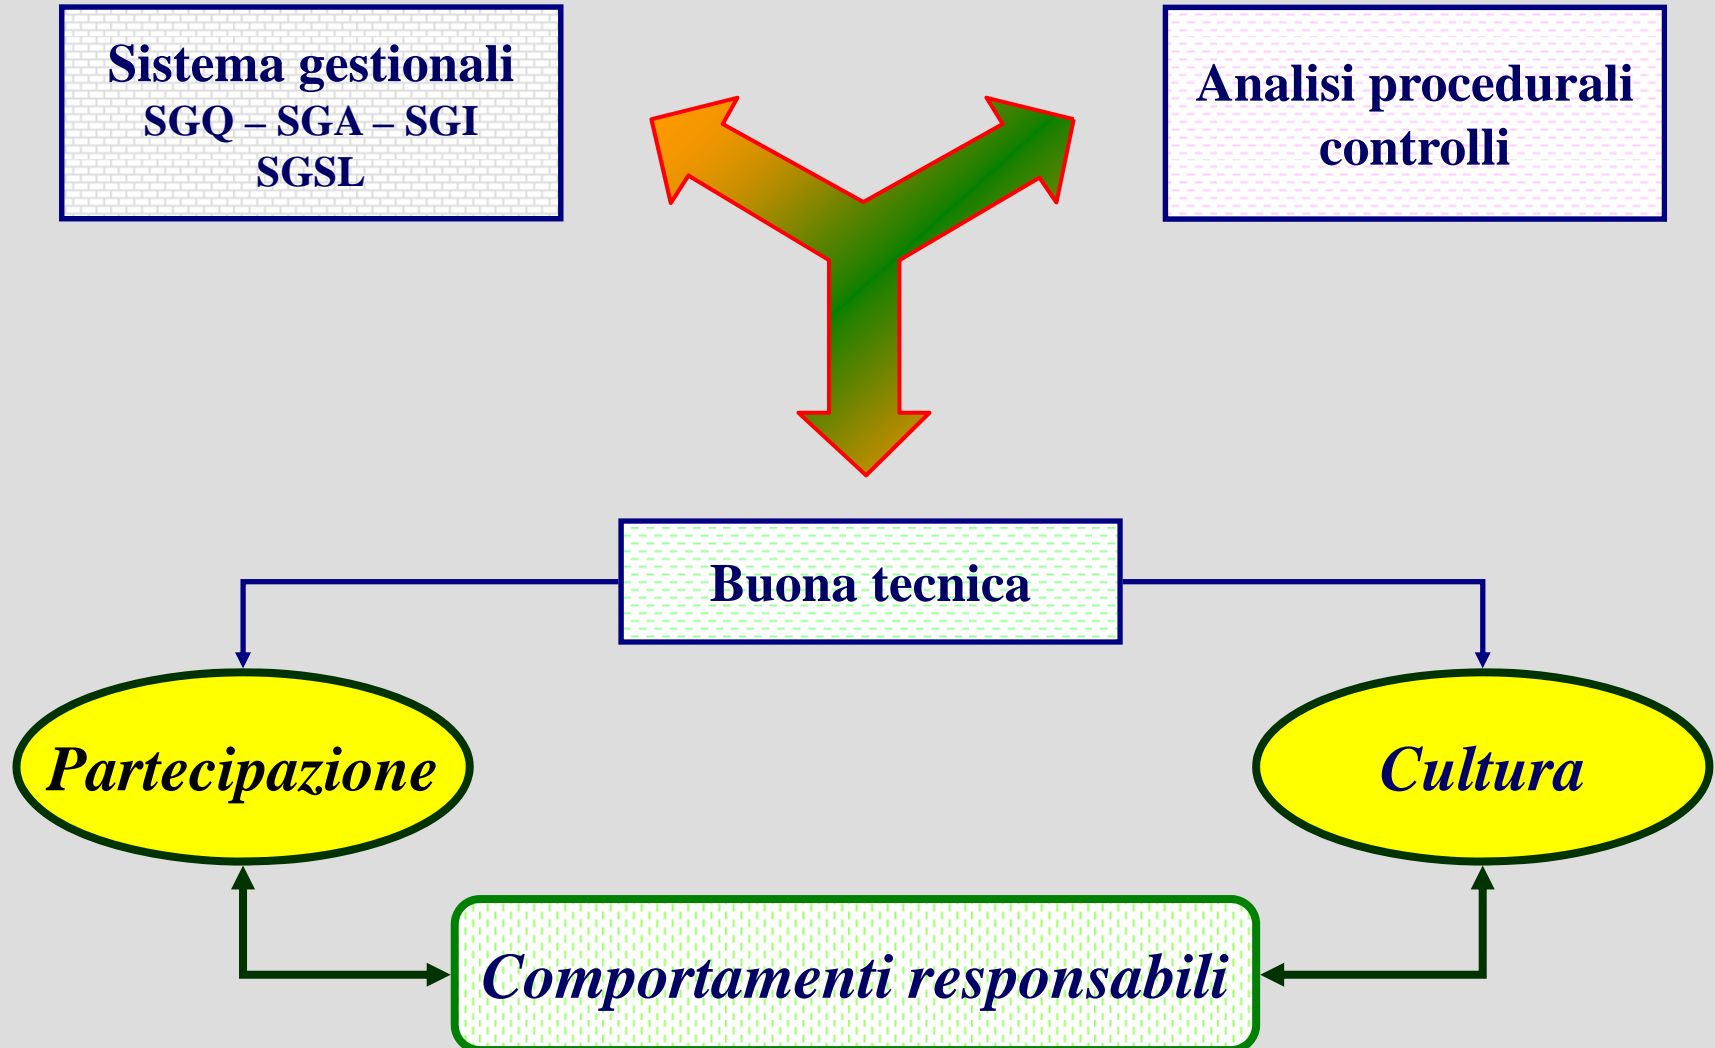 Sistema gestionali
SGQ – SGA – SGI
SGSL
Analisi procedurali
controlli
Buona tecnica
Partecipazione
Cultura
Comportamenti responsabili